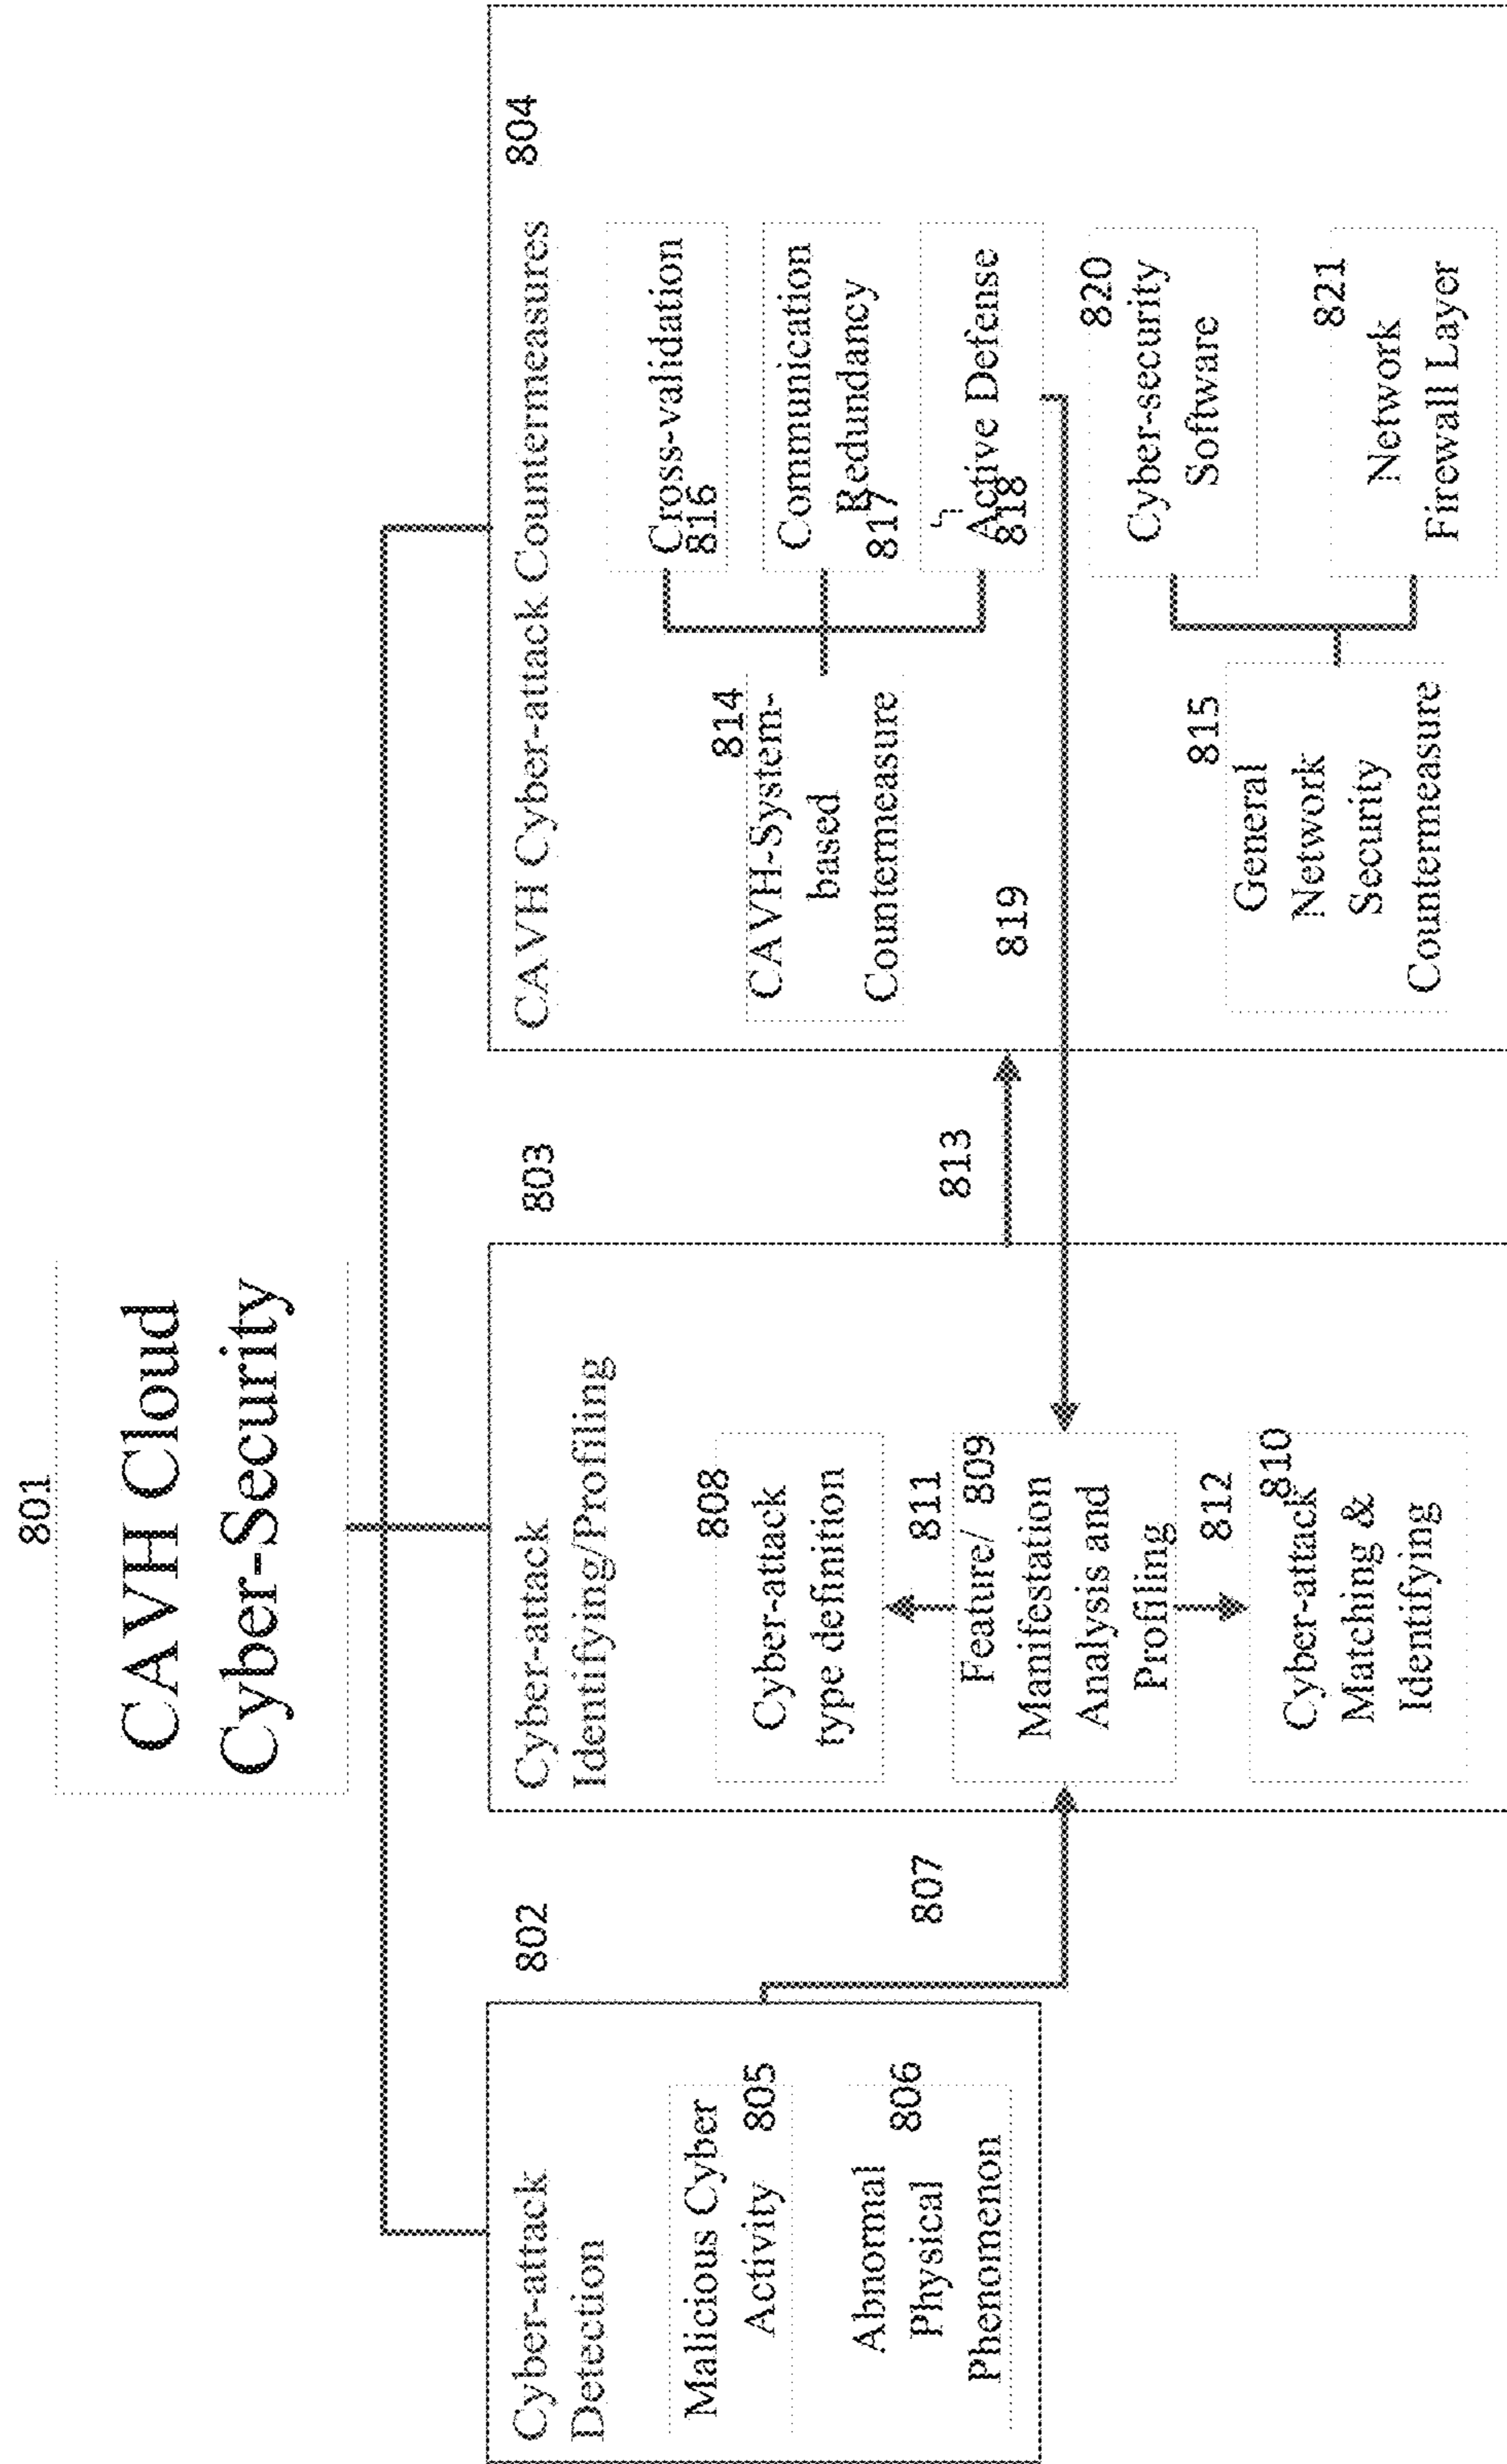 801
CAVH Cloud
Cyber-Security
802
Cyber-attack
Detection
Malicious Cyber
Activity 805
Abnormal
806
Physical
Phenomenon
807
803
Cyber-attack
Identifying/Profiling
808
Cyber-attack
type definition
811
Feature/ 809
Manifestation
Analysis and
Profiling
812
810
Cyber-attack
Matching &
Identifying
813
804
CAVH Cyber-attack Countermeasures
814
CAVH-System-
based
Countermeasure
Cross-validation
816
Communication
Redundancy
817
Active Defense
818
819
815
General
Network
Security
Countermeasure
820
Cyber-security
Software
821
Network
Firewall Layer